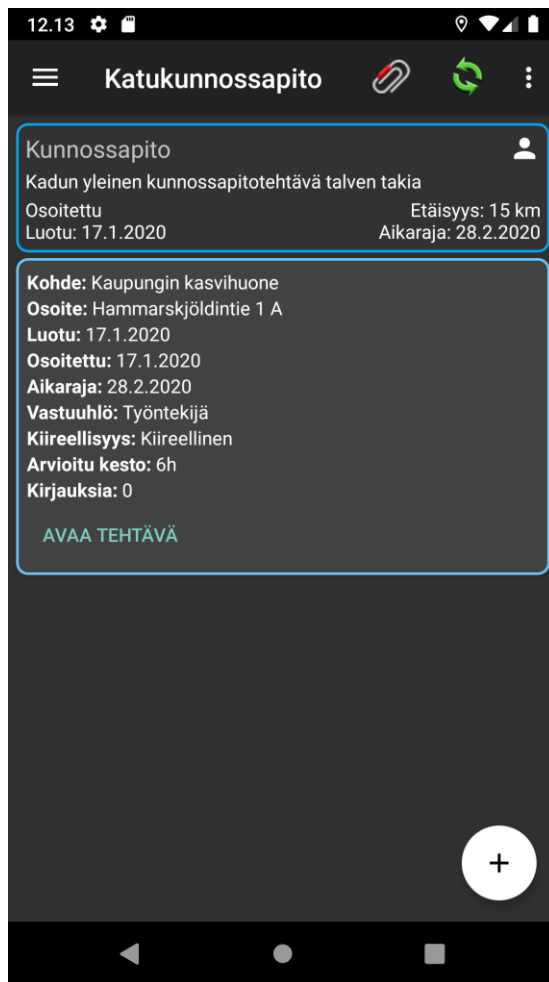 12.13
Katukunnossapito
Kunnossapito
Kadun yleinen kunnossapitotehtävä talven takia
Osoitettu Etäisyys: 15 km
Luotu: 17.1.2020 Aikaraja: 28.2.2020
Kohde: Kaupungin kasvihuone
Osoite: Hammarskjöldintie 1 A
Luotu: 17.1.2020
Osoitettu: 17.1.2020
Aikaraja: 28.2.2020
Vastuuhlö: Työntekijä
Kiireellisyys: Kiireellinen
Arvioitu kesto: 6h
Kirjauksia: 0
AVAA TEHTÄVÄ
+